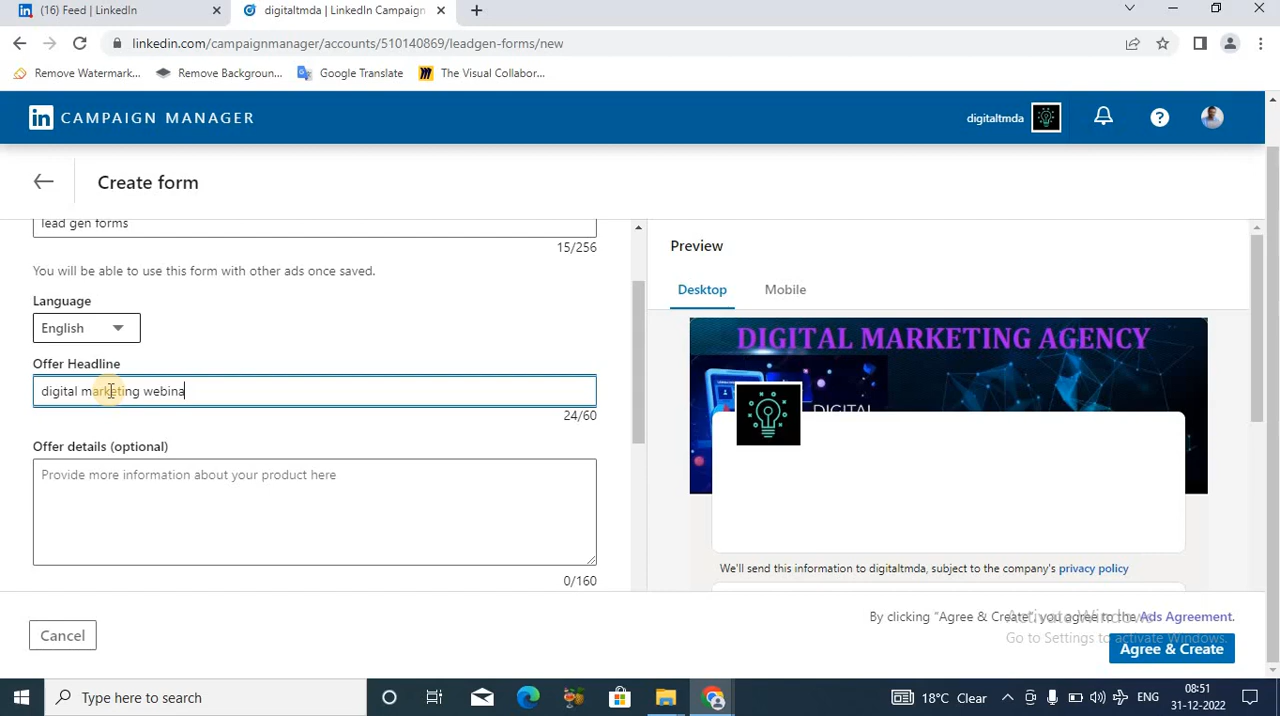 (16) Feed | LinkedIn
digitaltmda | LinkedIn Campaign
linkedin.com/campaignmanager/accounts/510140869/leadgen-forms/new
Remove Watermark...
Remove Backgroun...
Google Translate
The Visual Collabor...
in CAMPAIGN MANAGER
digitaltmda
Create form
lead gen forms
15/256
You will be able to use this form with other ads once saved.
Language
English
Offer Headline
digital marketing webina
24/60
Offer details (optional)
Provide more information about your product here
0/160
Preview
Desktop
Mobile
DIGITAL MARKETING AGENCY
DIGITAL
We'll send this information to digitaltmda, subject to the company's privacy policy
By clicking "Agree & Create", you agree to the Ads Agreement.
Activate Windows
Go to Settings to activate Windows.
Cancel
Agree & Create
Type here to search
18°C Clear
ENG
08:51
31-12-2022